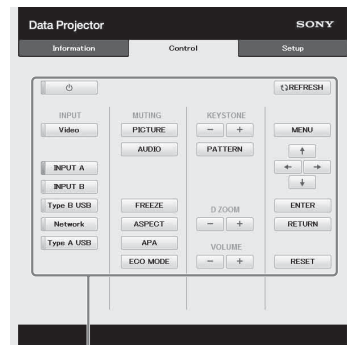 Data Projector SONY
Information Control Setup
⏻ REFRESH
INPUT MUTING KEYSTONE
Video PICTURE − + MENU
AUDIO PATTERN ↑
INPUT A ← →
INPUT B ↓
Type B USB FREEZE D ZOOM ENTER
Network ASPECT − + RETURN
Type A USB APA VOLUME
ECO MODE − + RESET